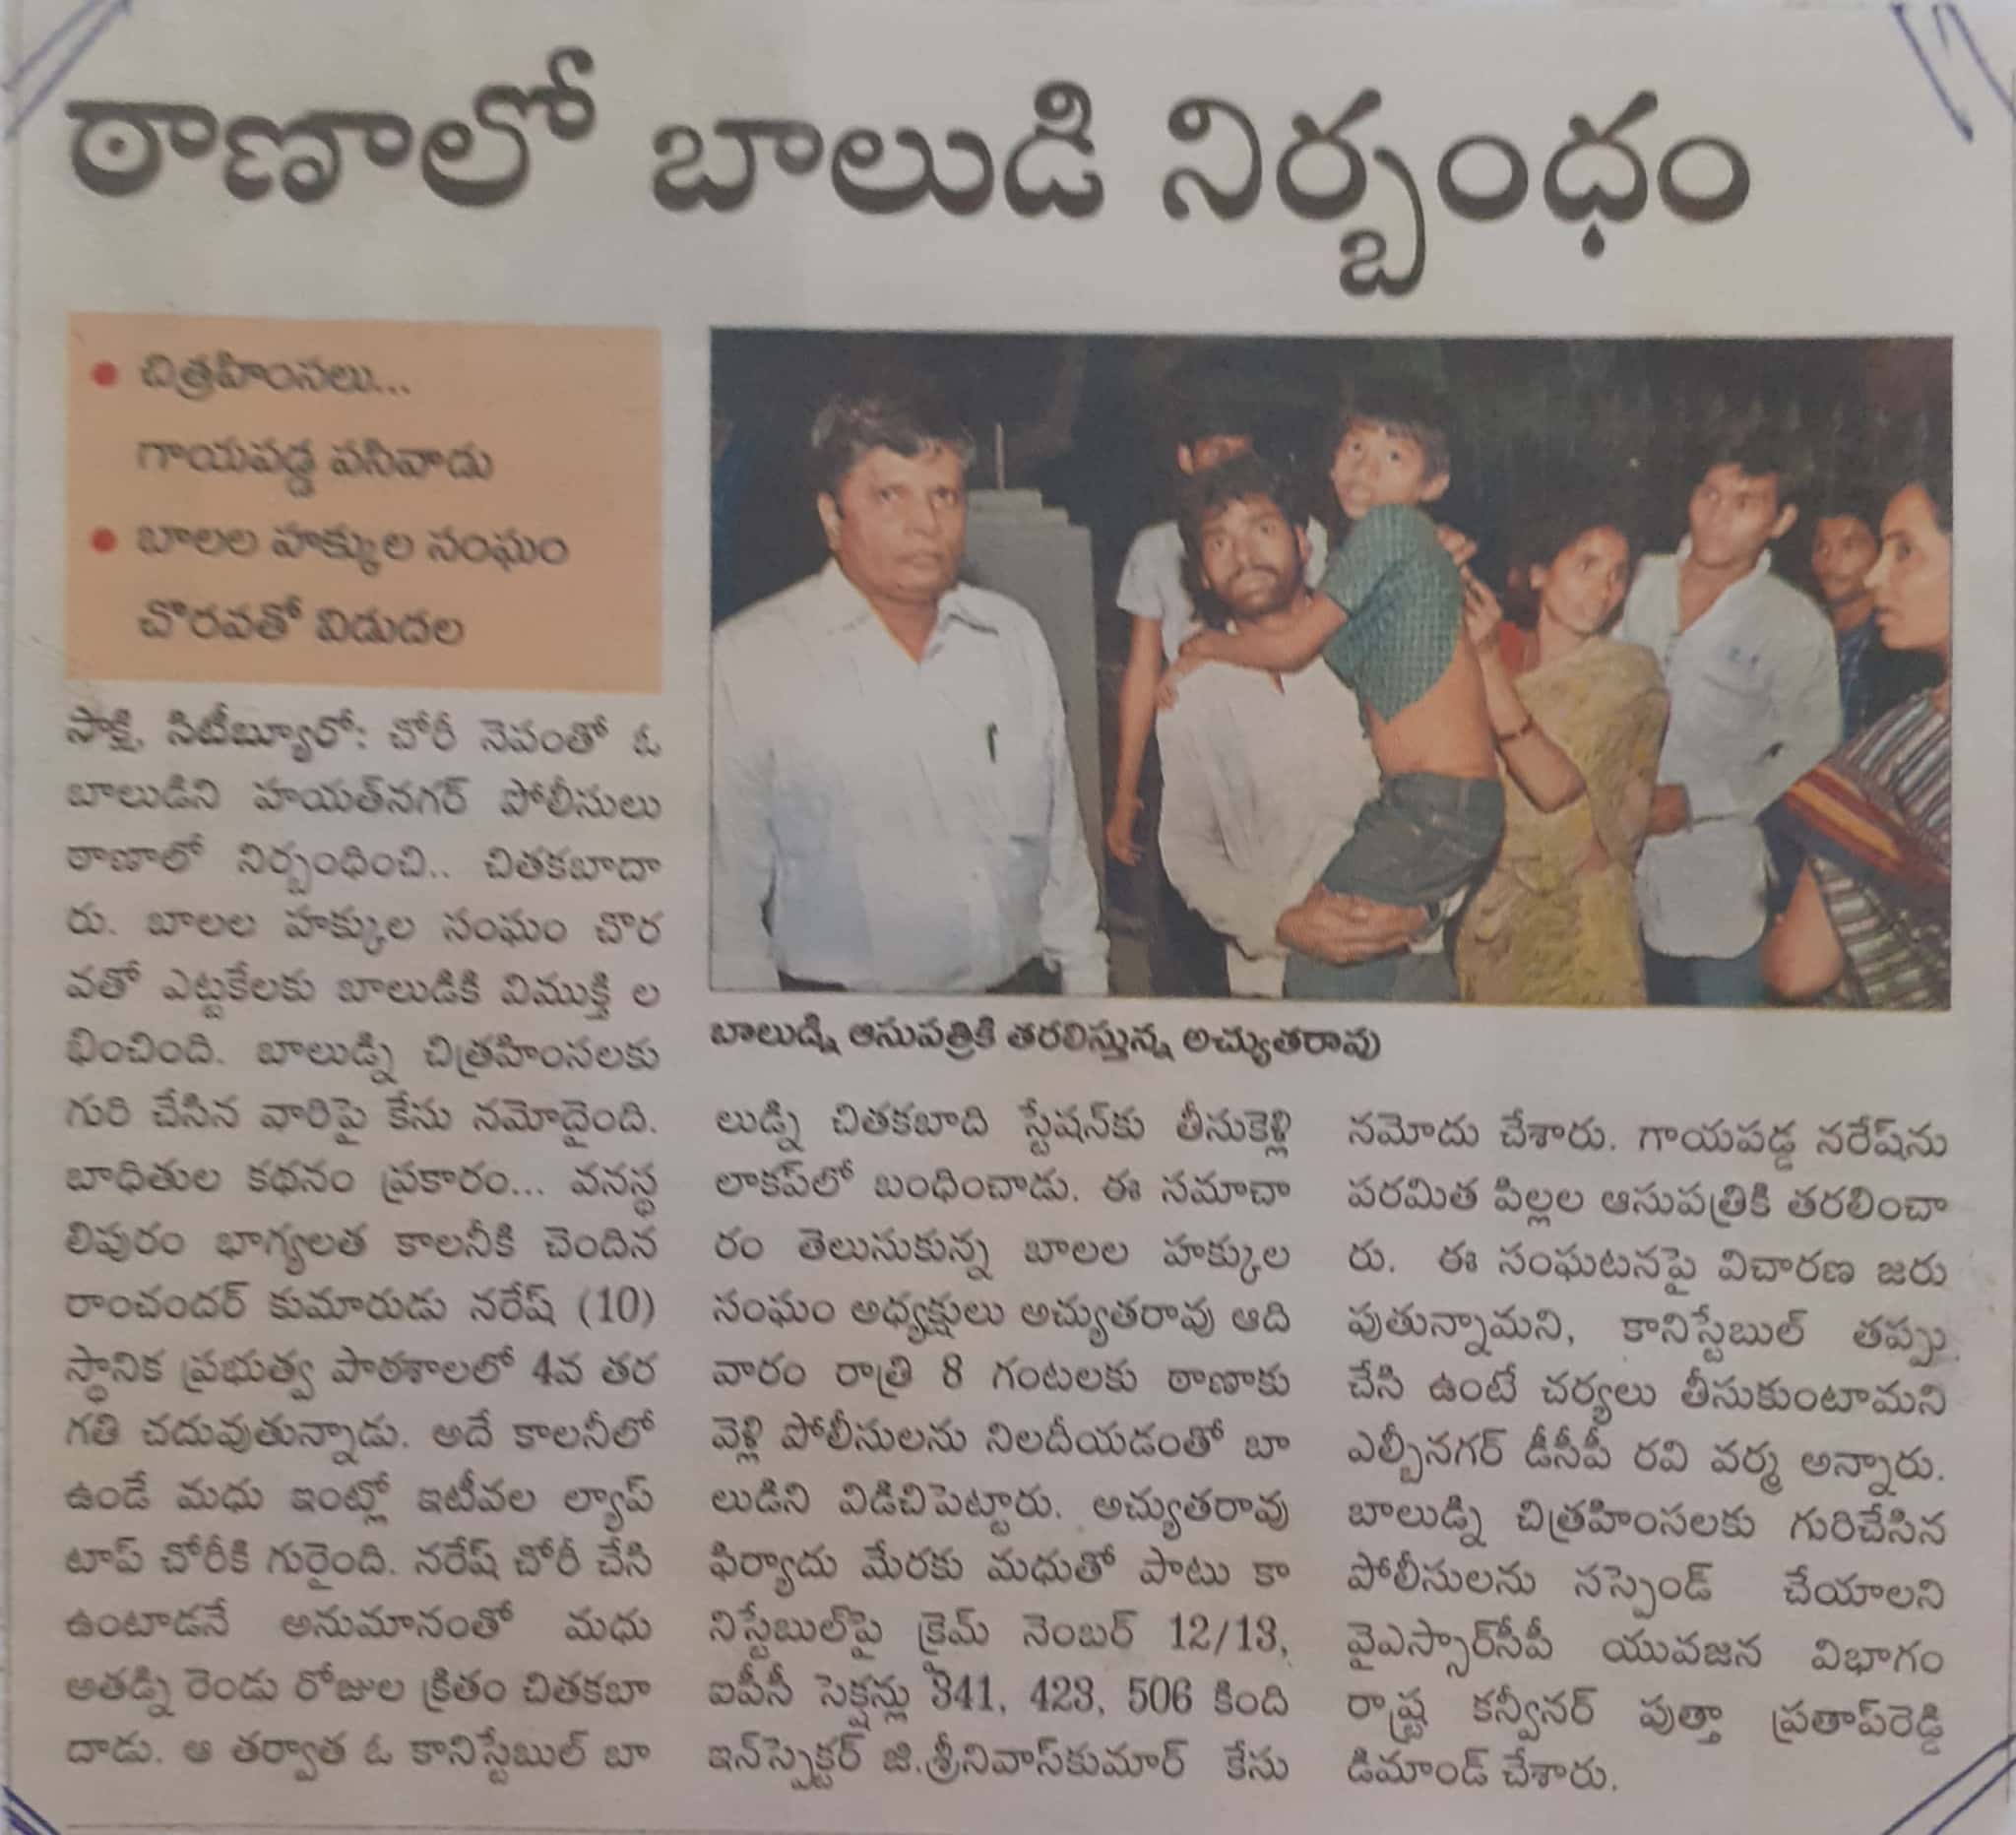 ఠాణాలో బాలుడి నిర్బంధం
• చిత్రహింసలు...
గాయపడ్డ పసివాడు
• బాలల హక్కుల సంఘం
చొరవతో విడుదల
సాక్షి, సిటీబ్యూరో: చోరీ నెపంతో ఓ
బాలుడిని హయత్‌నగర్ పోలీసులు
ఠాణాలో నిర్బంధించి.. చితకబాదా
రు. బాలల హక్కుల సంఘం చొర
వతో ఎట్టకేలకు బాలుడికి విముక్తి ల
భించింది. బాలుడ్ని చిత్రహింసలకు
గురి చేసిన వారిపై కేసు నమోదైంది.
బాధితుల కథనం ప్రకారం... వనస్థ
లిపురం భాగ్యలత కాలనీకి చెందిన
రాంచందర్ కుమారుడు నరేష్ (10)
స్థానిక ప్రభుత్వ పాఠశాలలో 4వ తర
గతి చదువుతున్నాడు. అదే కాలనీలో
ఉండే మధు ఇంట్లో ఇటీవల ల్యాప్
టాప్ చోరీకి గురైంది. నరేష్ చోరీ చేసి
ఉంటాడనే అనుమానంతో మధు
అతడ్ని రెండు రోజుల క్రితం చితకబా
దాడు. ఆ తర్వాత ఓ కానిస్టేబుల్ బా
బాలుడ్ని ఆసుపత్రికి తరలిస్తున్న అచ్యుతరావు
లుడ్ని చితకబాది స్టేషన్‌కు తీసుకెళ్లి
లాకప్‌లో బంధించాడు. ఈ సమాచా
రం తెలుసుకున్న బాలల హక్కుల
సంఘం అధ్యక్షులు అచ్యుతరావు ఆది
వారం రాత్రి 8 గంటలకు ఠాణాకు
వెళ్లి పోలీసులను నిలదీయడంతో బా
లుడిని విడిచిపెట్టారు. అచ్యుతరావు
ఫిర్యాదు మేరకు మధుతో పాటు కా
నిస్టేబుల్‌పై క్రైమ్ నెంబర్ 12/13,
ఐపీసీ సెక్షన్లు 341, 423, 506 కింది
ఇన్‌స్పెక్టర్ జి.శ్రీనివాస్‌కుమార్ కేసు
నమోదు చేశారు. గాయపడ్డ నరేష్‌ను
పరమిత పిల్లల ఆసుపత్రికి తరలించా
రు. ఈ సంఘటనపై విచారణ జరు
పుతున్నామని, కానిస్టేబుల్ తప్పు
చేసి ఉంటే చర్యలు తీసుకుంటామని
ఎల్బీనగర్ డీసీపీ రవి వర్మ అన్నారు.
బాలుడ్ని చిత్రహింసలకు గురిచేసిన
పోలీసులను సస్పెండ్ చేయాలని
వైఎస్సార్‌సీపీ యువజన విభాగం
రాష్ట్ర కన్వీనర్ పుత్తా ప్రతాప్‌రెడ్డి
డిమాండ్ చేశారు.